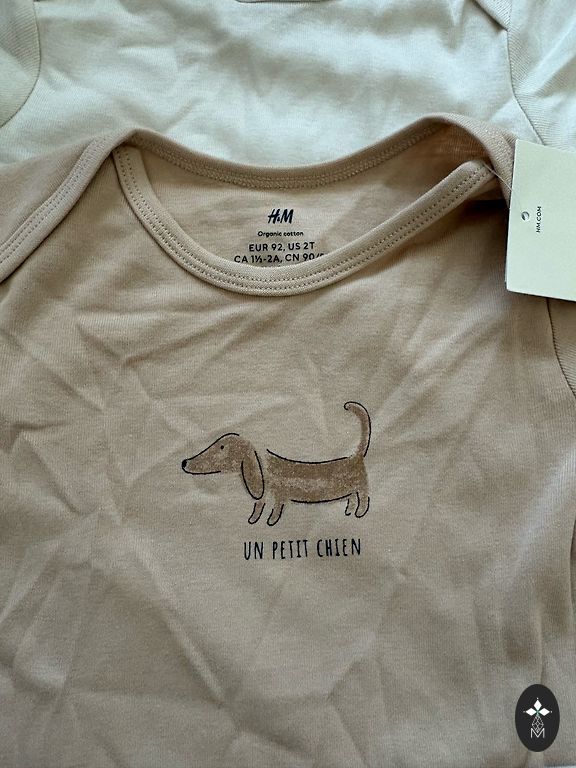 H&M
Organic cotton
EUR 92, US 2T
CA 1½-2A, CN 90/
HM.COM
UN PETIT CHIEN
M